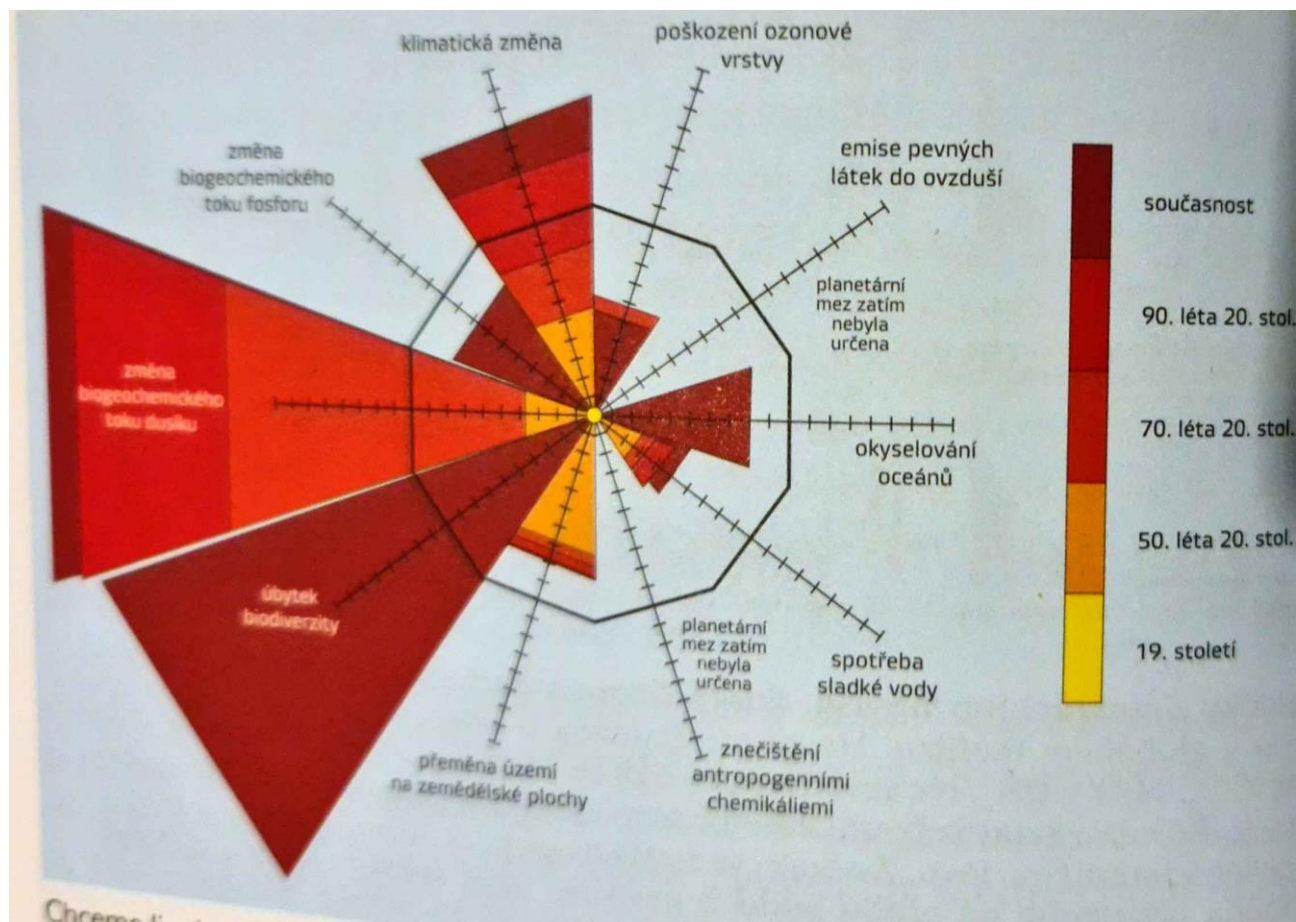 klimatická změna
poškození ozonové
vrstvy
změna
biogeochemického
toku fosforu
emise pevných
látek do ovzduší
planetární
mez zatím
nebyla
určena
změna
biogeochemického
toku dusíku
okyselování
oceánů
úbytek
biodiverzity
planetární
mez zatím
nebyla
určena
spotřeba
sladké vody
přeměna území
na zemědělské plochy
znečištění
antropogenními
chemikáliemi
současnost
90. léta 20. stol.
70. léta 20. stol.
50. léta 20. stol.
19. století